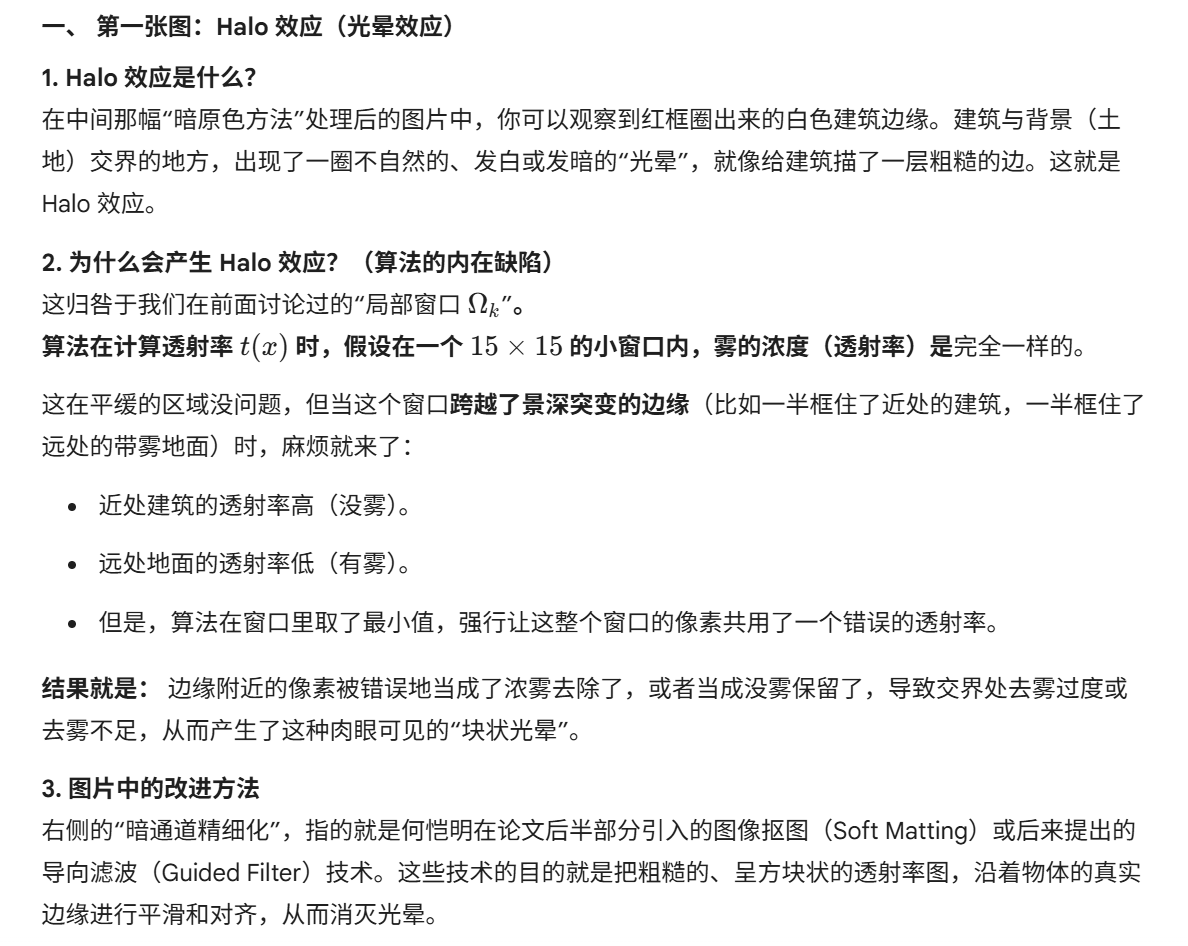 一、 第一张图：Halo 效应（光晕效应）
1. Halo 效应是什么？
在中间那幅“暗原色方法”处理后的图片中，你可以观察到红框圈出来的白色建筑边缘。建筑与背景（土
地）交界的地方，出现了一圈不自然的、发白或发暗的“光晕”，就像给建筑描了一层粗糙的边。这就是
Halo 效应。
2. 为什么会产生 Halo 效应？（算法的内在缺陷）
这归咎于我们在前面讨论过的“局部窗口 Ωₖ”。
算法在计算透射率 t(x) 时，假设在一个 15 × 15 的小窗口内，雾的浓度（透射率）是完全一样的。
这在平缓的区域没问题，但当这个窗口跨越了景深突变的边缘（比如一半框住了近处的建筑，一半框住了
远处的带雾地面）时，麻烦就来了：
• 近处建筑的透射率高（没雾）。
• 远处地面的透射率低（有雾）。
• 但是，算法在窗口里取了最小值，强行让这整个窗口的像素共用了一个错误的透射率。
结果就是： 边缘附近的像素被错误地当成了浓雾去除了，或者当成没雾保留了，导致交界处去雾过度或
去雾不足，从而产生了这种肉眼可见的“块状光晕”。
3. 图片中的改进方法
右侧的“暗通道精细化”，指的就是何恺明在论文后半部分引入的图像抠图（Soft Matting）或后来提出的
导向滤波（Guided Filter）技术。这些技术的目的就是把粗糙的、呈方块状的透射率图，沿着物体的真实
边缘进行平滑和对齐，从而消灭光晕。